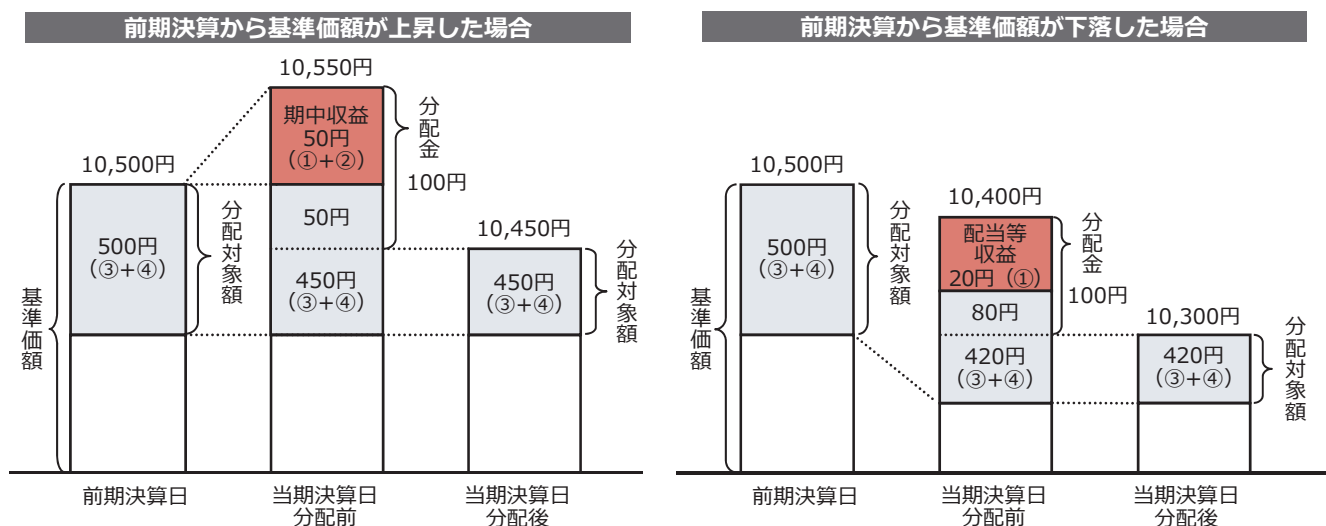 前期決算から基準価額が上昇した場合
10,550円
期中収益
50円
（①＋②）
分配金
100円
10,500円
500円
（③＋④）
分配対象額
50円
450円
（③＋④）
10,450円
450円
（③＋④）
分配対象額
基準価額
前期決算日
当期決算日
分配前
当期決算日
分配後
前期決算から基準価額が下落した場合
10,500円
500円
（③＋④）
分配対象額
10,400円
配当等
収益
20円（①）
分配金
100円
80円
420円
（③＋④）
10,300円
420円
（③＋④）
分配対象額
基準価額
前期決算日
当期決算日
分配前
当期決算日
分配後